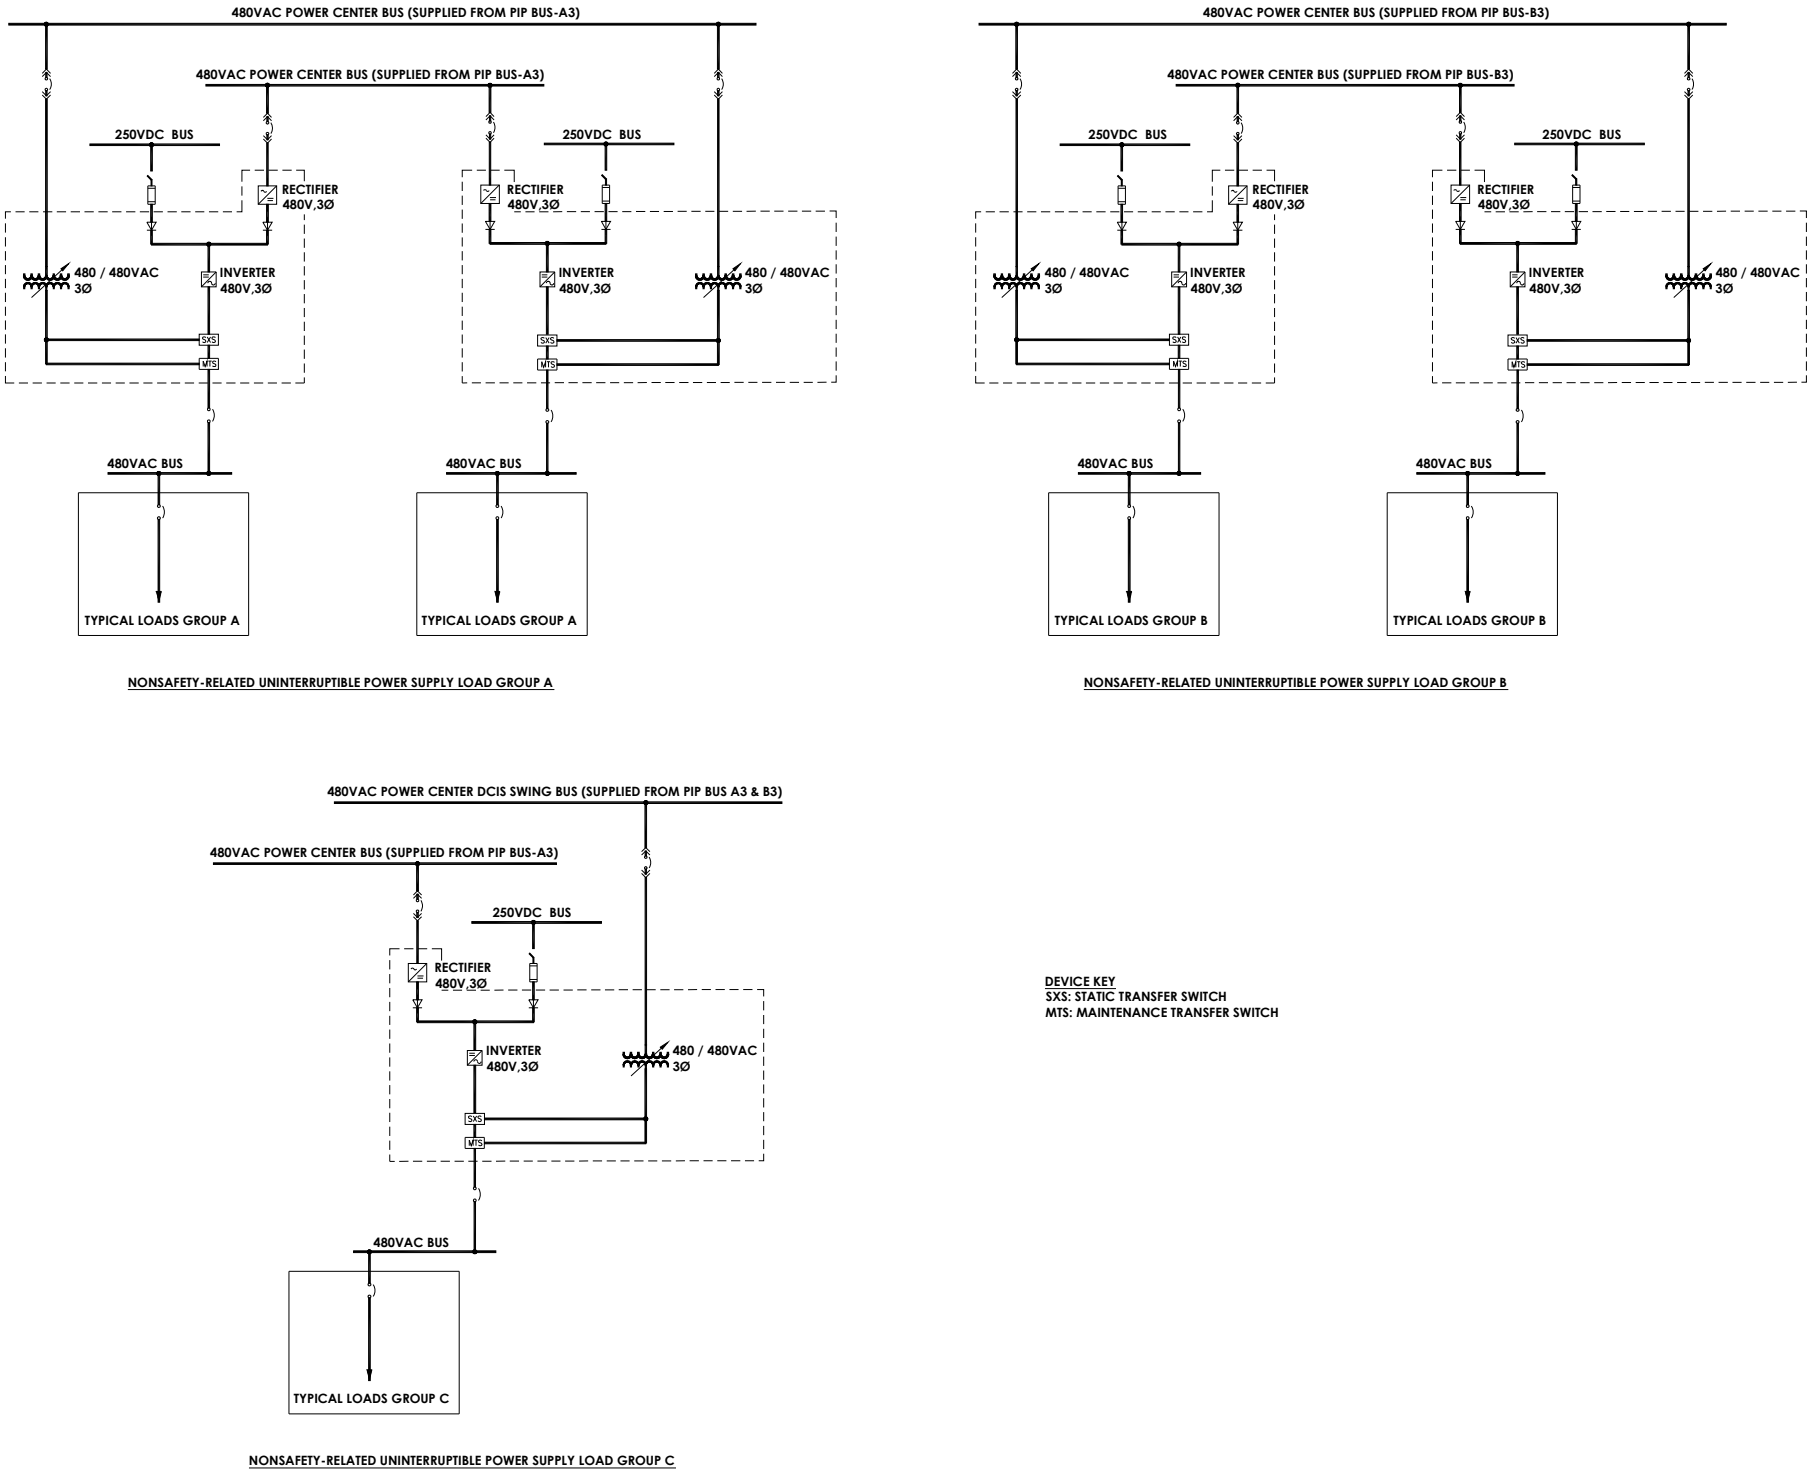 480VAC POWER CENTER BUS (SUPPLIED FROM PIP BUS-A3)
480VAC POWER CENTER BUS (SUPPLIED FROM PIP BUS-A3)
250VDC BUS
250VDC BUS
RECTIFIER
480V,3Ø
RECTIFIER
480V,3Ø
480 / 480VAC
3Ø
INVERTER
480V,3Ø
INVERTER
480V,3Ø
480 / 480VAC
3Ø
SXS
MTS
SXS
MTS
480VAC BUS
480VAC BUS
TYPICAL LOADS GROUP A
TYPICAL LOADS GROUP A
NONSAFETY-RELATED UNINTERRUPTIBLE POWER SUPPLY LOAD GROUP A
480VAC POWER CENTER BUS (SUPPLIED FROM PIP BUS-B3)
480VAC POWER CENTER BUS (SUPPLIED FROM PIP BUS-B3)
250VDC BUS
250VDC BUS
RECTIFIER
480V,3Ø
RECTIFIER
480V,3Ø
480 / 480VAC
3Ø
INVERTER
480V,3Ø
INVERTER
480V,3Ø
480 / 480VAC
3Ø
SXS
MTS
SXS
MTS
480VAC BUS
480VAC BUS
TYPICAL LOADS GROUP B
TYPICAL LOADS GROUP B
NONSAFETY-RELATED UNINTERRUPTIBLE POWER SUPPLY LOAD GROUP B
480VAC POWER CENTER DCIS SWING BUS (SUPPLIED FROM PIP BUS A3 & B3)
480VAC POWER CENTER BUS (SUPPLIED FROM PIP BUS-A3)
250VDC BUS
RECTIFIER
480V,3Ø
INVERTER
480V,3Ø
480 / 480VAC
3Ø
SXS
MTS
480VAC BUS
TYPICAL LOADS GROUP C
NONSAFETY-RELATED UNINTERRUPTIBLE POWER SUPPLY LOAD GROUP C
DEVICE KEY
SXS: STATIC TRANSFER SWITCH
MTS: MAINTENANCE TRANSFER SWITCH